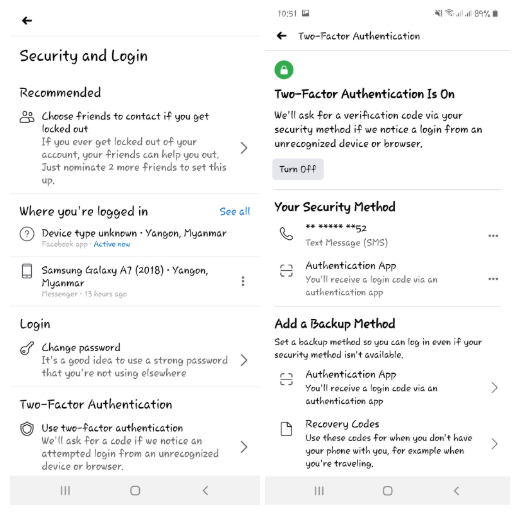 Security and Login
Recommended
Choose friends to contact if you get
locked out
If you ever get locked out of your
account, your friends can help you out.
Just nominate 2 more friends to set this
up.
Where you're logged in
See all
Device type unknown · Yangon, Myanmar
Facebook app · Active now
Samsung Galaxy A7 (2018) · Yangon,
Myanmar
Messenger · 13 hours ago
Login
Change password
It's a good idea to use a strong password
that you're not using elsewhere
Two-Factor Authentication
Use two-factor authentication
We'll ask for a code if we notice an
attempted login from an unrecognized
device or browser.
10:51
89%
Two-Factor Authentication
Two-Factor Authentication Is On
We'll ask for a verification code via your
security method if we notice a login from an
unrecognized device or browser.
Turn Off
Your Security Method
** ***** **52
Text Message (SMS)
Authentication App
You'll receive a login code via an
authentication app
Add a Backup Method
Set a backup method so you can log in even if your
security method isn't available.
Authentication App
You'll receive a login code via an
authentication app
Recovery Codes
Use these codes for when you don't have
your phone with you, for example when
you're traveling.